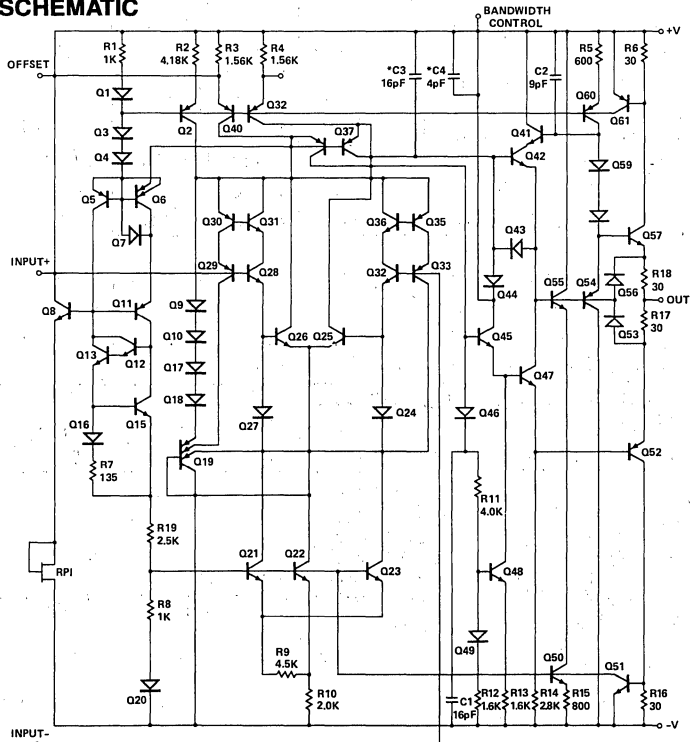 SCHEMATIC
BANDWIDTH
CONTROL
+V
R1
1K
R2
4.18K
R3
1.56K
R4
1.56K
*C3
16pF
*C4
4pF
C2
9pF
R5
600
R6
30
OFFSET
Q1
Q2
Q40
Q32
Q37
Q41
Q42
Q60
Q61
Q3
Q4
Q59
Q5
Q6
Q7
Q30
Q31
Q36
Q35
Q43
Q57
INPUT+
Q29
Q28
Q32
Q33
Q44
Q55
Q54
Q56
R18
30
OUT
Q8
Q11
Q9
Q10
Q26
Q25
Q45
Q53
R17
30
Q13
Q12
Q17
Q18
Q47
Q16
Q15
Q27
Q24
Q46
R7
135
Q19
Q52
R11
4.0K
R19
2.5K
RPI
Q21
Q22
Q23
Q48
R8
1K
Q49
R9
4.5K
Q50
Q51
Q20
R10
2.0K
C1
16pF
R12
1.6K
R13
1.6K
R14
2.8K
R15
800
R16
30
-V
INPUT-